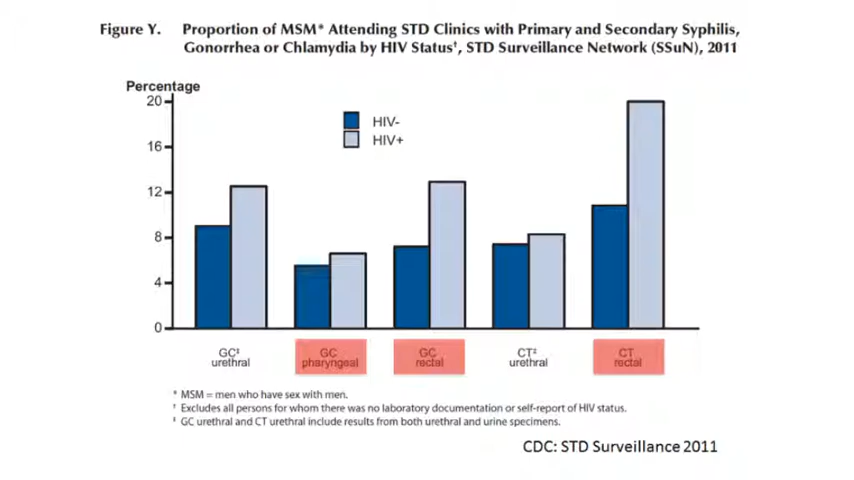 Figure Y. Proportion of MSM* Attending STD Clinics with Primary and Secondary Syphilis,
Gonorrhea or Chlamydia by HIV Status†, STD Surveillance Network (SSuN), 2011
Percentage
20
16
12
8
4
0
HIV-
HIV+
GC‡
urethral
GC
pharyngeal
GC
rectal
CT‡
urethral
CT
rectal
* MSM = men who have sex with men.
† Excludes all persons for whom there was no laboratory documentation or self-report of HIV status.
‡ GC urethral and CT urethral include results from both urethral and urine specimens.
CDC: STD Surveillance 2011